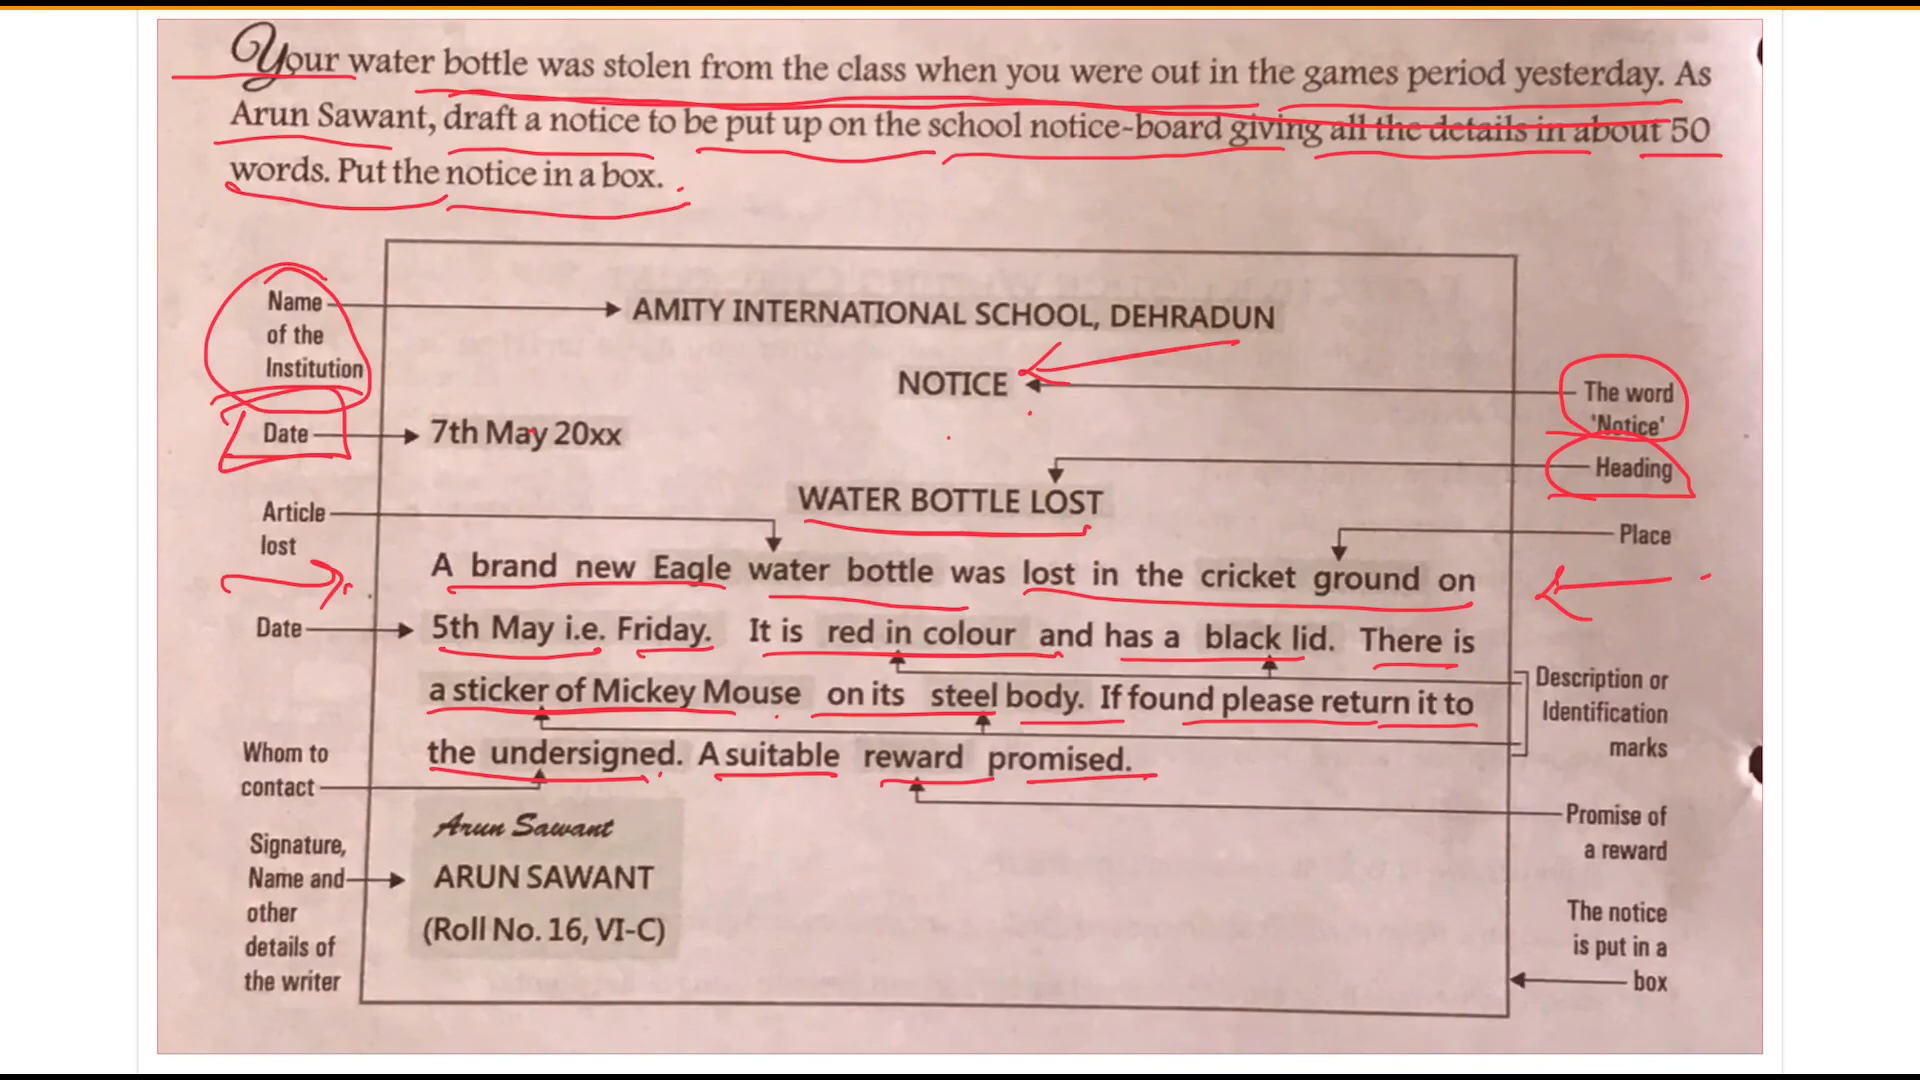 Your water bottle was stolen from the class when you were out in the games period yesterday. As
Arun Sawant, draft a notice to be put up on the school notice-board giving all the details in about 50
words. Put the notice in a box.
Name
of the
Institution
AMITY INTERNATIONAL SCHOOL, DEHRADUN
NOTICE
The word
'Notice'
Date
7th May 20xx
Heading
WATER BOTTLE LOST
Article
lost
Place
A brand new Eagle water bottle was lost in the cricket ground on
Date
5th May i.e. Friday. It is red in colour and has a black lid. There is
a sticker of Mickey Mouse on its steel body. If found please return it to
Description or
Identification
marks
the undersigned. A suitable reward promised.
Whom to
contact
Promise of
a reward
Arun Sawant
ARUN SAWANT
(Roll No. 16, VI-C)
Signature,
Name and
other
details of
the writer
The notice
is put in a
box